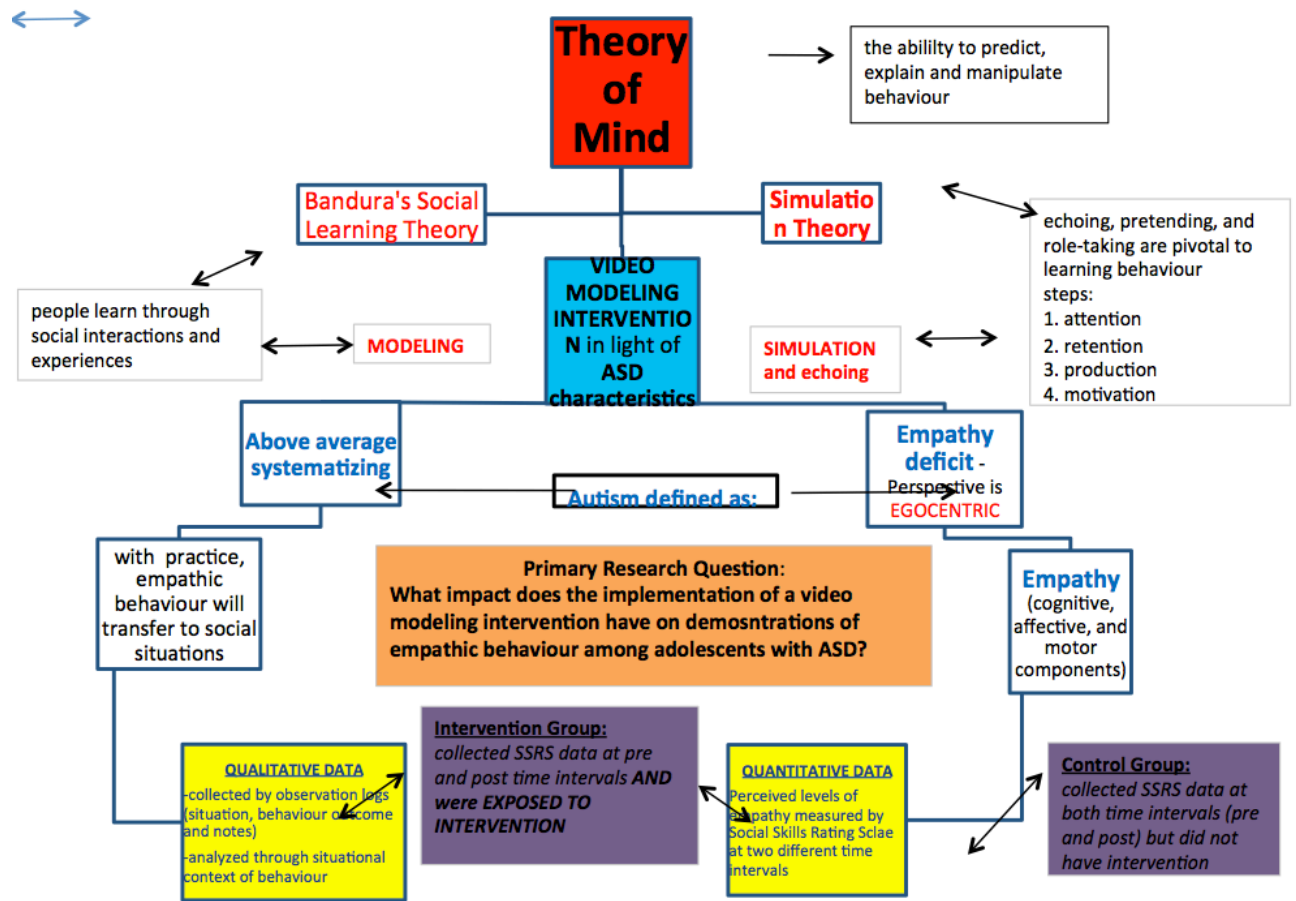 Theory
of
Mind
the abililty to predict,
explain and manipulate
behaviour
Bandura's Social
Learning Theory
Simulatio
n Theory
echoing, pretending, and
role-taking are pivotal to
learning behaviour
steps:
1. attention
2. retention
3. production
4. motivation
people learn through
social interactions and
experiences
MODELING
VIDEO
MODELING
INTERVENTIO
N in light of
ASD
characteristics
SIMULATION
and echoing
Above average
systematizing
Autism defined as:
Empathy
deficit -
Perspective is
EGOCENTRIC
with practice,
empathic
behaviour will
transfer to social
situations
Primary Research Question:
What impact does the implementation of a video
modeling intervention have on demosntrations of
empathic behaviour among adolescents with ASD?
Empathy
(cognitive,
affective, and
motor
components)
QUALITATIVE DATA
-collected by observation logs
(situation, behaviour outcome
and notes)
-analyzed through situational
context of behaviour
Intervention Group:
collected SSRS data at pre
and post time intervals AND
were EXPOSED TO
INTERVENTION
QUANTITATIVE DATA
Perceived levels of
empathy measured by
Social Skills Rating Sclae
at two different time
intervals
Control Group:
collected SSRS data at
both time intervals (pre
and post) but did not
have intervention